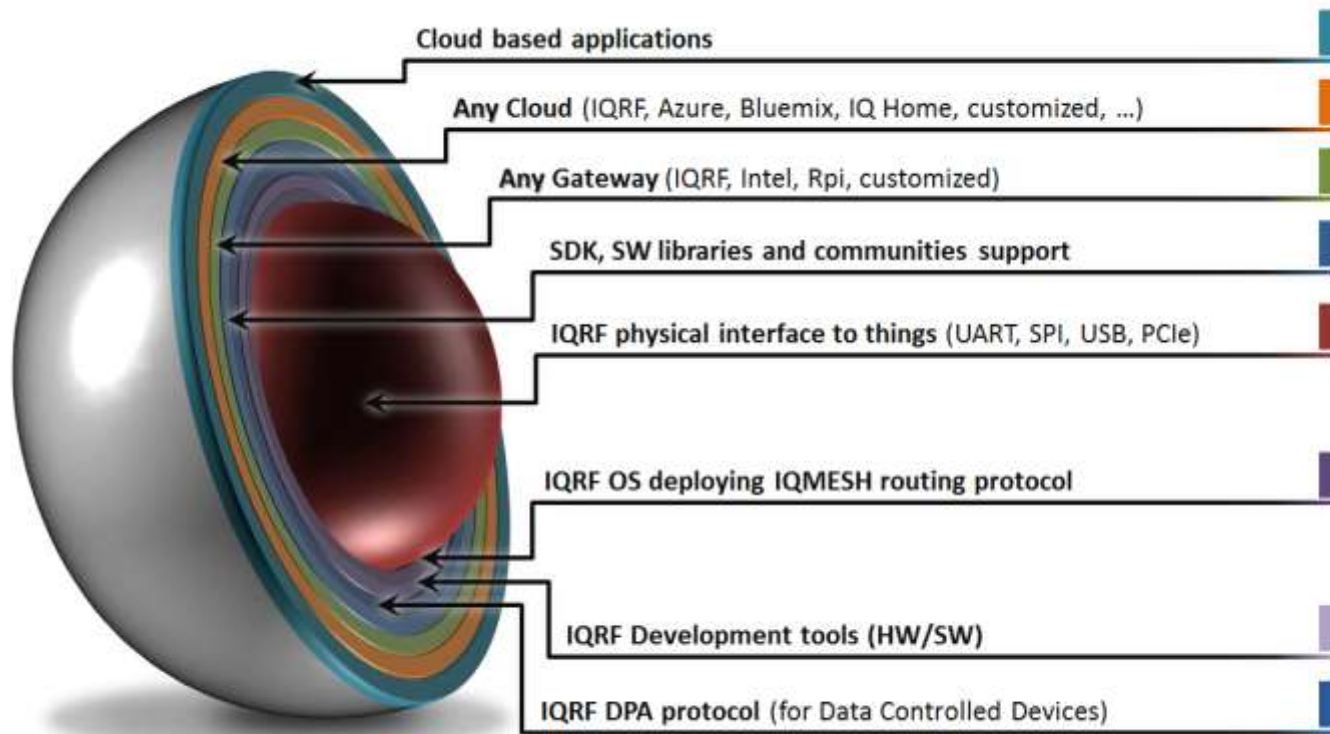 Cloud based applications
Any Cloud (IQRF, Azure, Bluemix, IQ Home, customized, ...)
Any Gateway (IQRF, Intel, Rpi, customized)
SDK, SW libraries and communities support
IQRF physical interface to things (UART, SPI, USB, PCIe)
IQRF OS deploying IQMESH routing protocol
IQRF Development tools (HW/SW)
IQRF DPA protocol (for Data Controlled Devices)